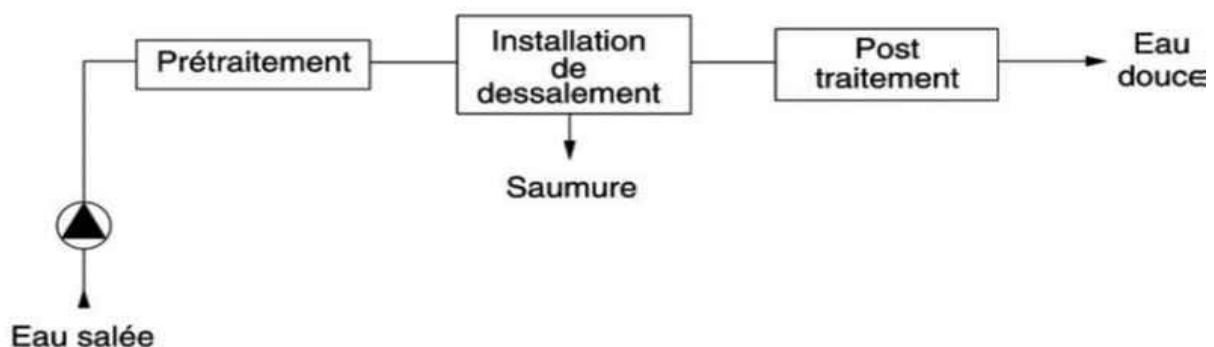 Prétraitement
Installation
de
dessalement
Post
traitement
Eau
douce
Saumure
Eau salée